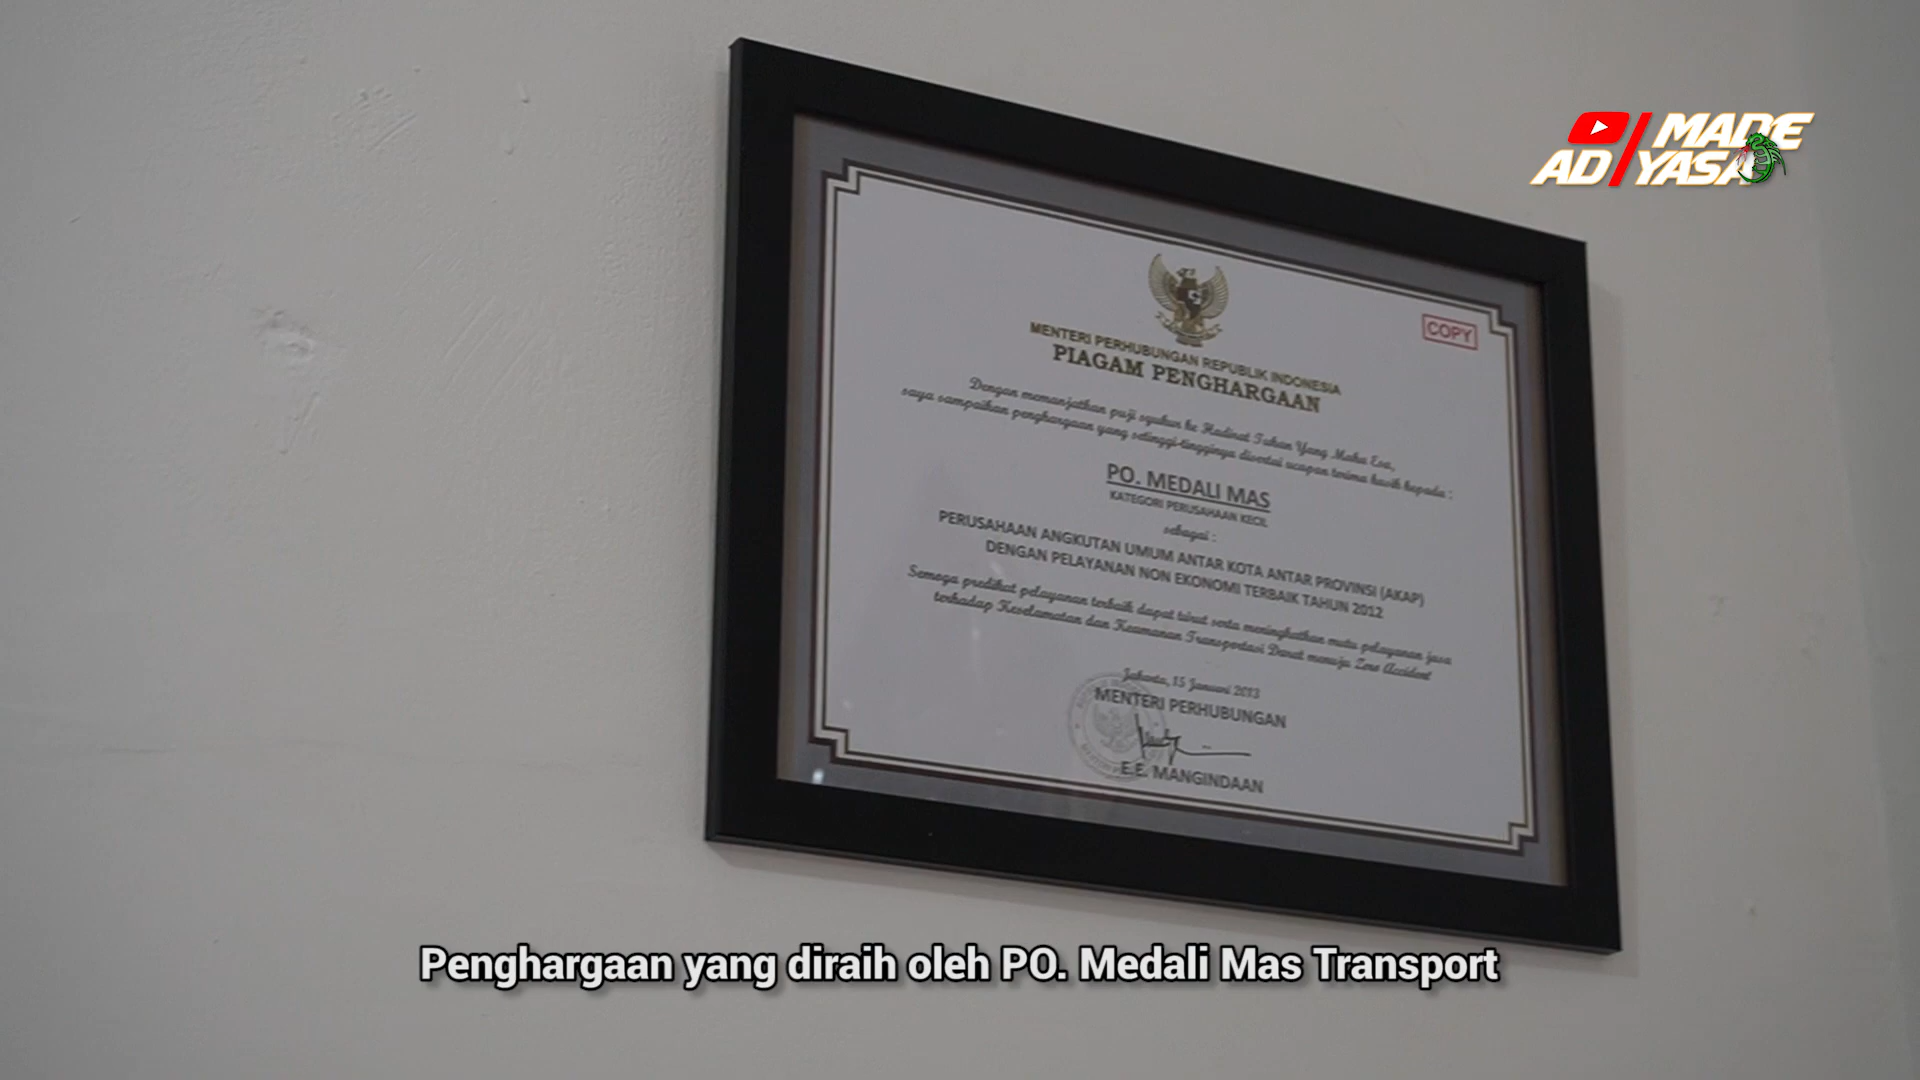 MADE
AD YASA
COPY
MENTERI PERHUBUNGAN REPUBLIK INDONESIA
PIAGAM PENGHARGAAN
Dengan memanjatkan puji syukur ke Hadirat Tuhan Yang Maha Esa,
saya sampaikan penghargaan yang setinggi-tingginya disertai ucapan terima kasih kepada :
PO. MEDALI MAS
KATEGORI PERUSAHAAN KECIL
sebagai :
PERUSAHAAN ANGKUTAN UMUM ANTAR KOTA ANTAR PROVINSI (AKAP)
DENGAN PELAYANAN NON EKONOMI TERBAIK TAHUN 2012
Semoga predikat pelayanan terbaik dapat turut serta meningkatkan mutu pelayanan jasa
terhadap Keselamatan dan Keamanan Transportasi Darat menuju Zero Accident
Jakarta, 15 Januari 2013
MENTERI PERHUBUNGAN
E.E. MANGINDAAN
Penghargaan yang diraih oleh PO. Medali Mas Transport